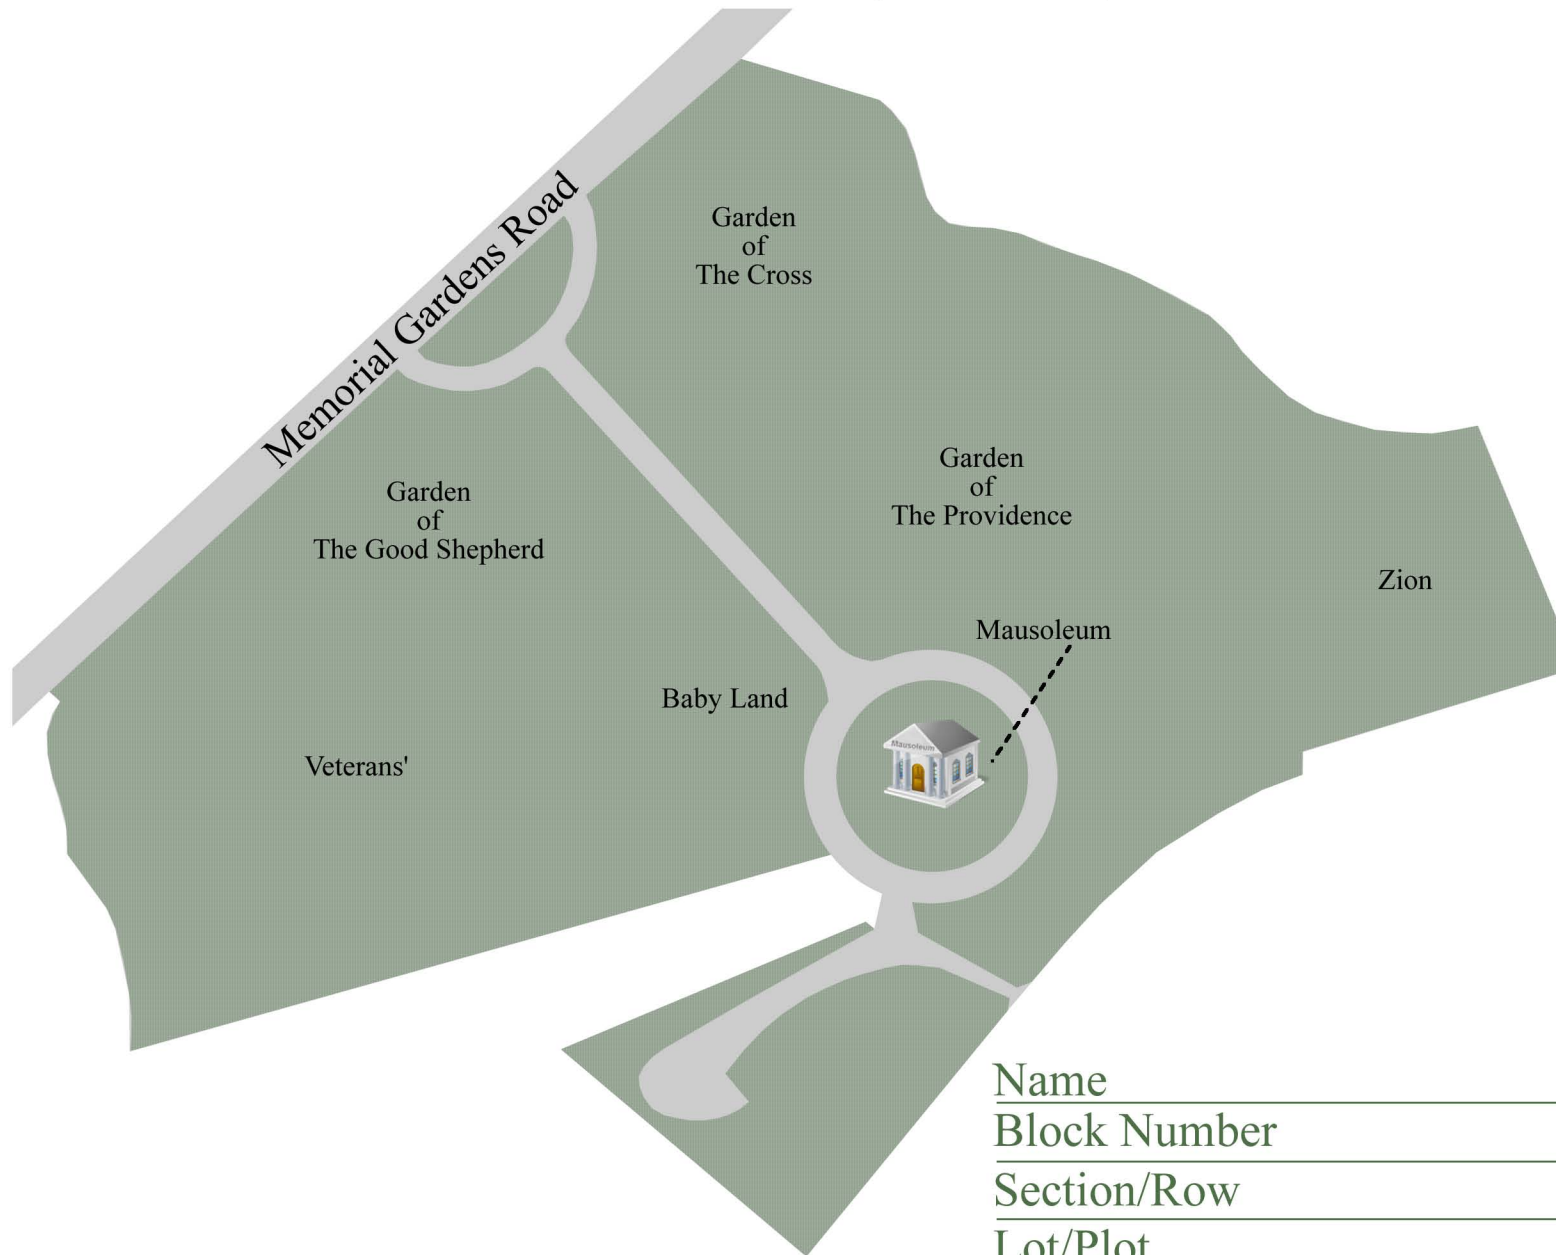 Memorial Gardens Road
Garden
of
The Cross
Garden
of
The Providence
Garden
of
The Good Shepherd
Zion
Mausoleum
Baby Land
Mausoleum
Veterans'
Name
Block Number
Section/Row
Lot/Plot